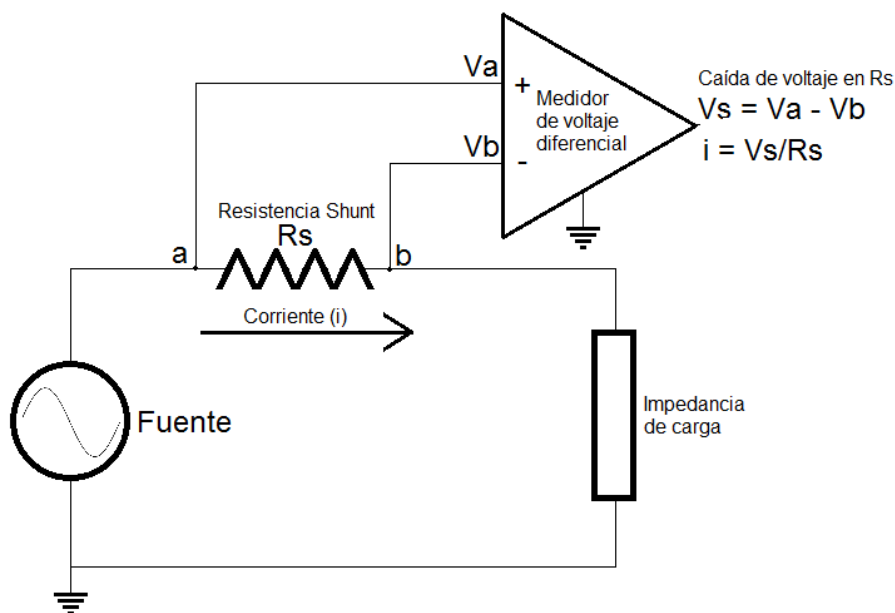 Va
+
Medidor
de voltaje
diferencial
Vb
-
Caída de voltaje en Rs
Vs = Va - Vb
i = Vs/Rs
Resistencia Shunt
Rs
a
b
Corriente (i)
Fuente
Impedancia
de carga